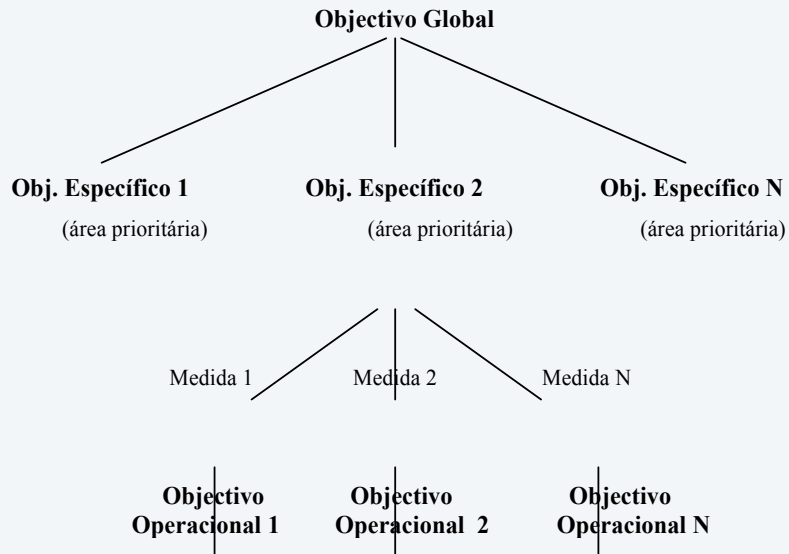 Objectivo Global
Obj. Específico 1 Obj. Específico 2 Obj. Específico N
(área prioritária) (área prioritária) (área prioritária)
Medida 1 Medida 2 Medida N
Objectivo Objectivo Objectivo
Operacional 1 Operacional 2 Operacional N